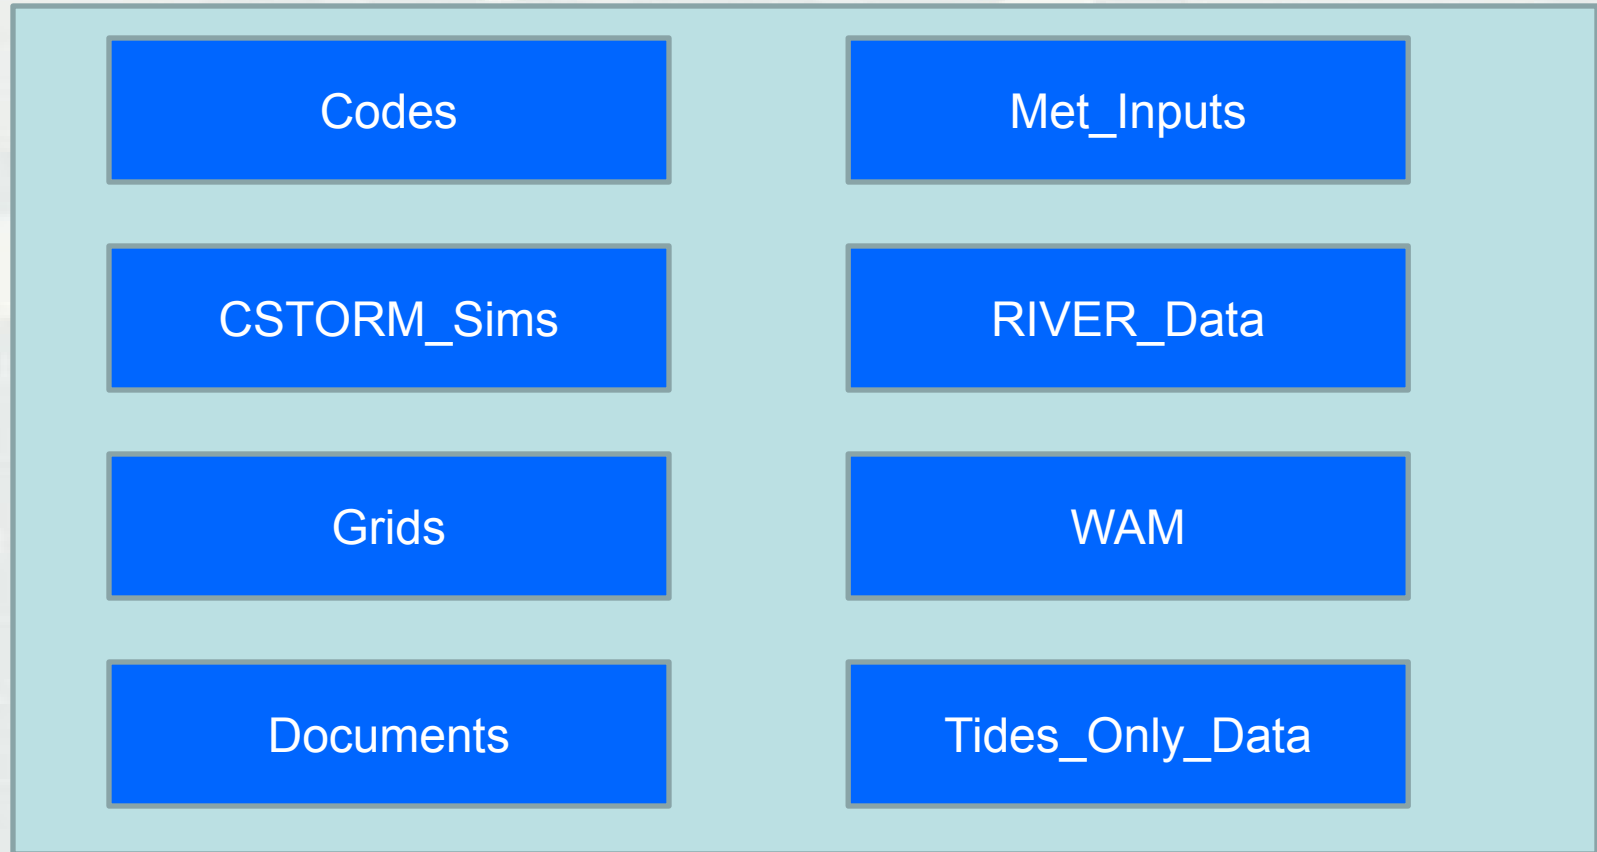 Codes
Met_Inputs
CSTORM_Sims
RIVER_Data
Grids
WAM
Documents
Tides_Only_Data